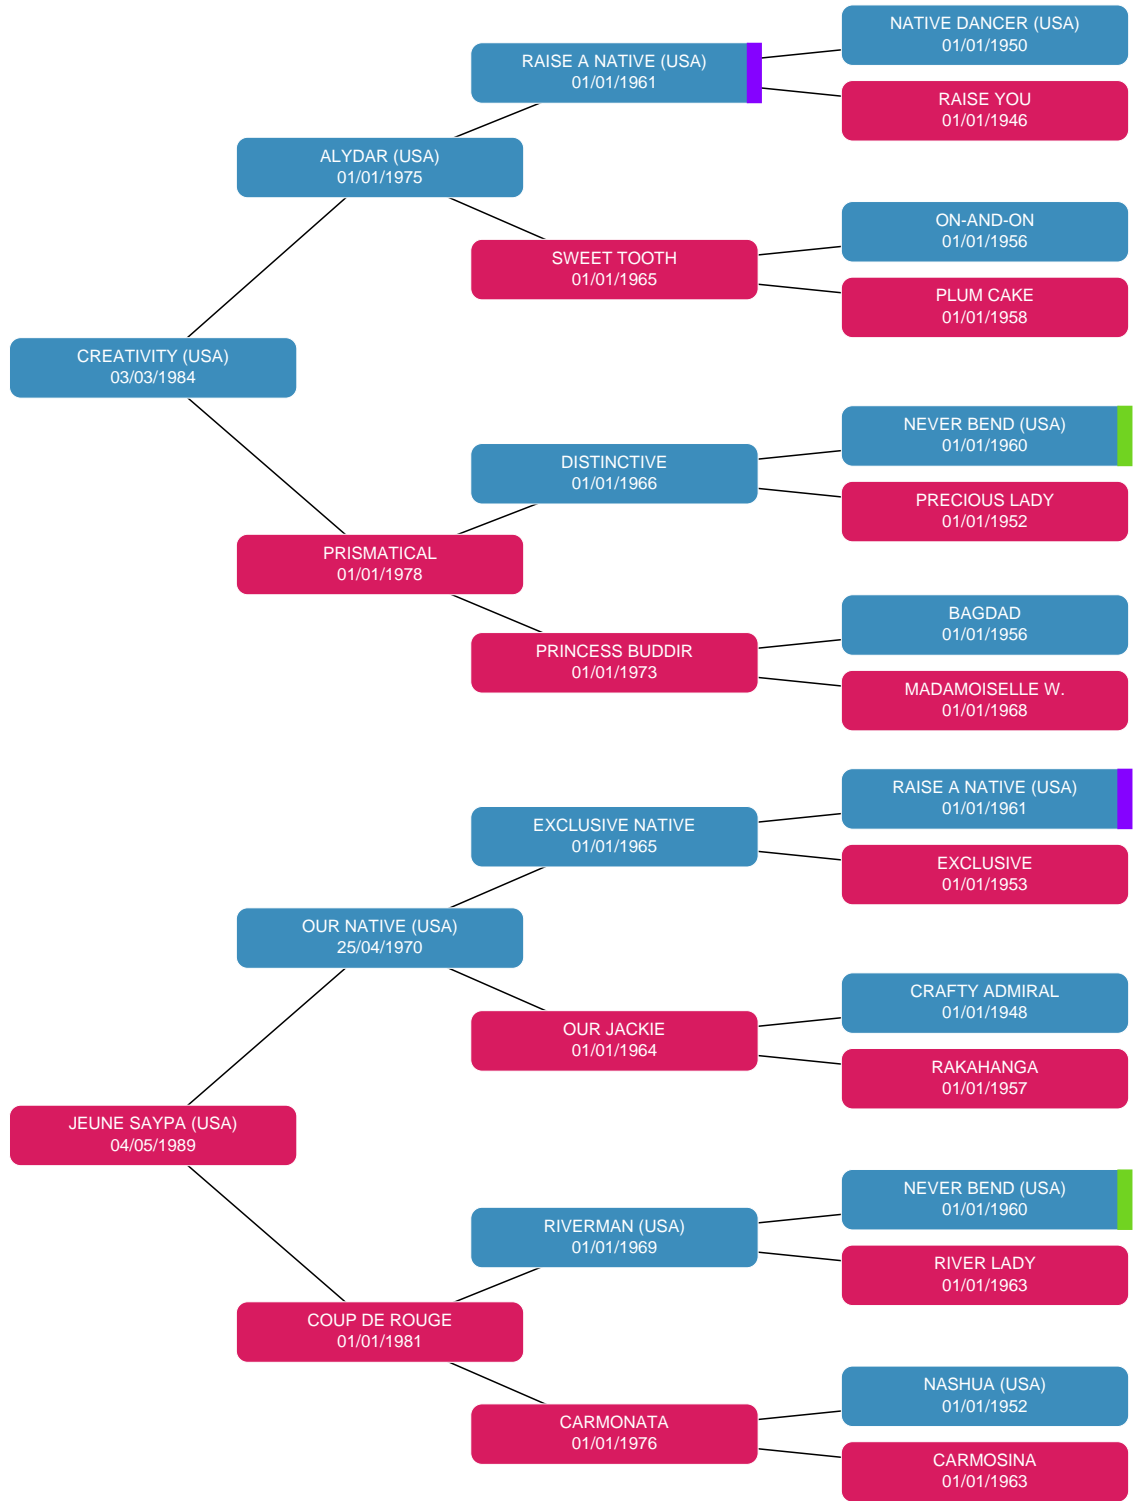 NATIVE DANCER (USA)
01/01/1950
RAISE A NATIVE (USA)
01/01/1961
RAISE YOU
01/01/1946
ALYDAR (USA)
01/01/1975
ON-AND-ON
01/01/1956
SWEET TOOTH
01/01/1965
PLUM CAKE
01/01/1958
CREATIVITY (USA)
03/03/1984
NEVER BEND (USA)
01/01/1960
DISTINCTIVE
01/01/1966
PRECIOUS LADY
01/01/1952
PRISMATICAL
01/01/1978
BAGDAD
01/01/1956
PRINCESS BUDDIR
01/01/1973
MADAMOISELLE W.
01/01/1968
RAISE A NATIVE (USA)
01/01/1961
EXCLUSIVE NATIVE
01/01/1965
EXCLUSIVE
01/01/1953
OUR NATIVE (USA)
25/04/1970
CRAFTY ADMIRAL
01/01/1948
OUR JACKIE
01/01/1964
RAKAHANGA
01/01/1957
JEUNE SAYPA (USA)
04/05/1989
NEVER BEND (USA)
01/01/1960
RIVERMAN (USA)
01/01/1969
RIVER LADY
01/01/1963
COUP DE ROUGE
01/01/1981
NASHUA (USA)
01/01/1952
CARMONATA
01/01/1976
CARMOSINA
01/01/1963